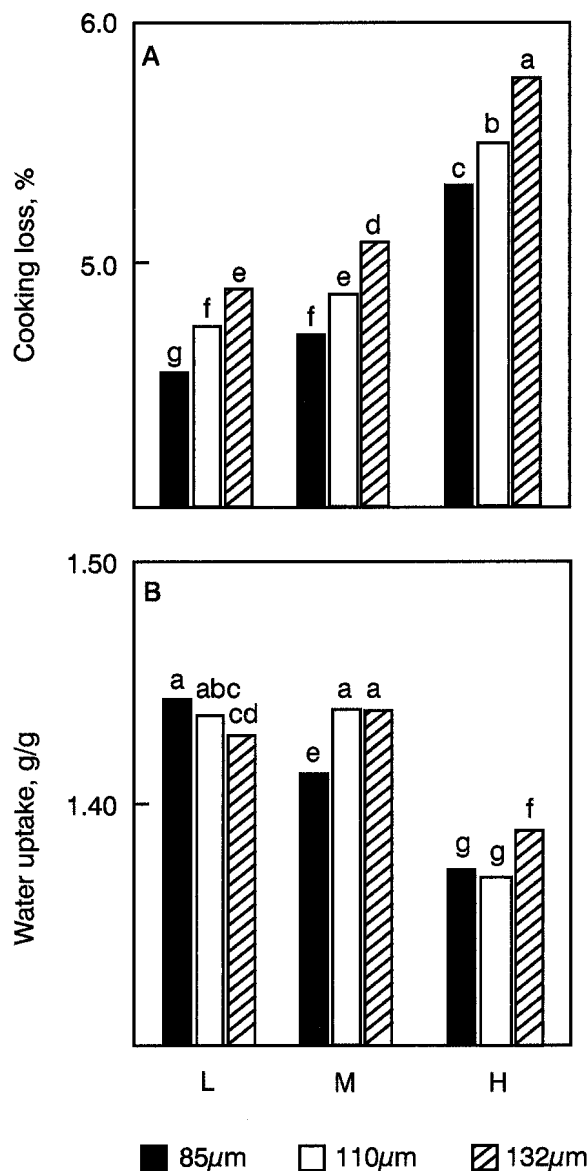 6.0
A
a
b
c
Cooking loss, %
5.0
d
e
e
f
f
g
1.50
B
a
abc
cd
a
a
e
Water uptake, g/g
1.40
f
g
g
L
M
H
85µm
110µm
132µm